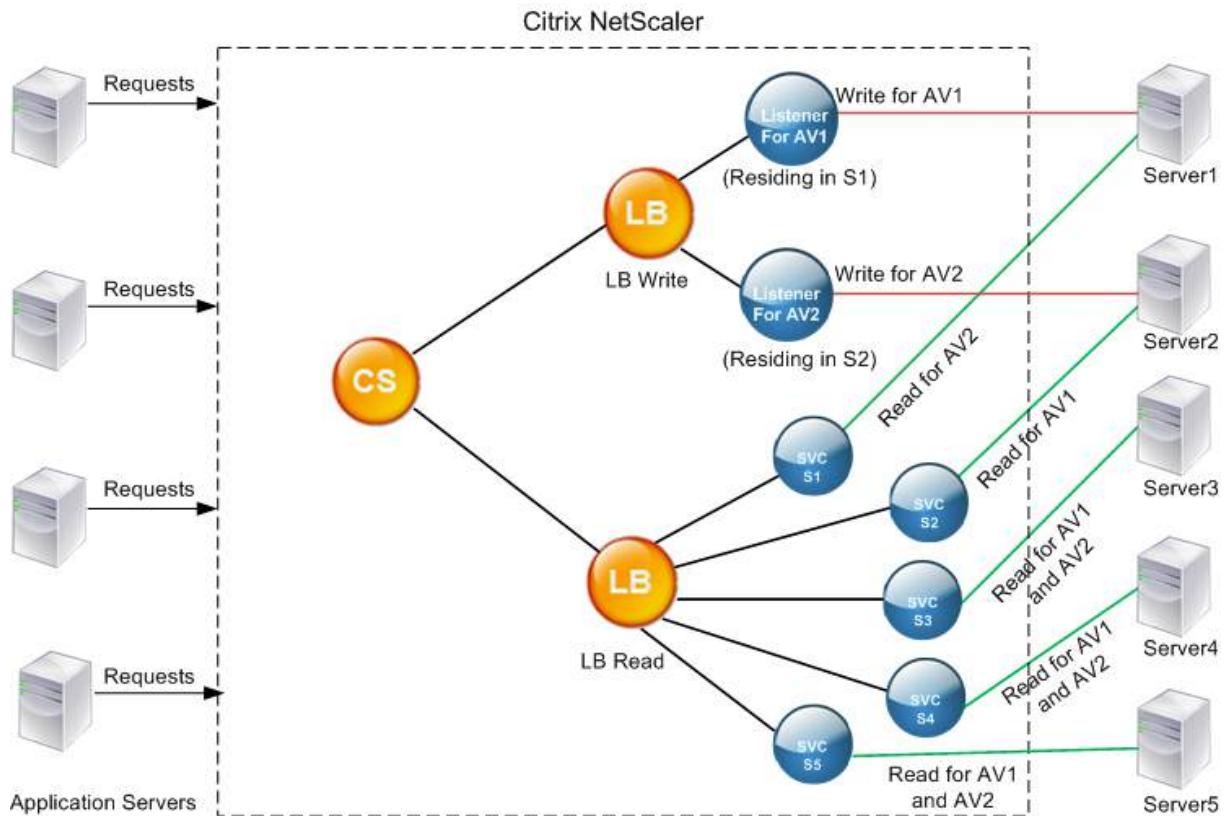 Citrix NetScaler
Requests
Listener
For AV1
Write for AV1
(Residing in S1)
Server1
LB
LB Write
Requests
Listener
For AV2
Write for AV2
(Residing in S2)
Server2
CS
Read for AV2
Read for AV1
SVC
S1
Requests
SVC
S2
Server3
Read for AV1
and AV2
LB
LB Read
SVC
S3
Server4
Read for AV1
and AV2
Requests
SVC
S4
SVC
S5
Read for AV1
and AV2
Application Servers
Server5